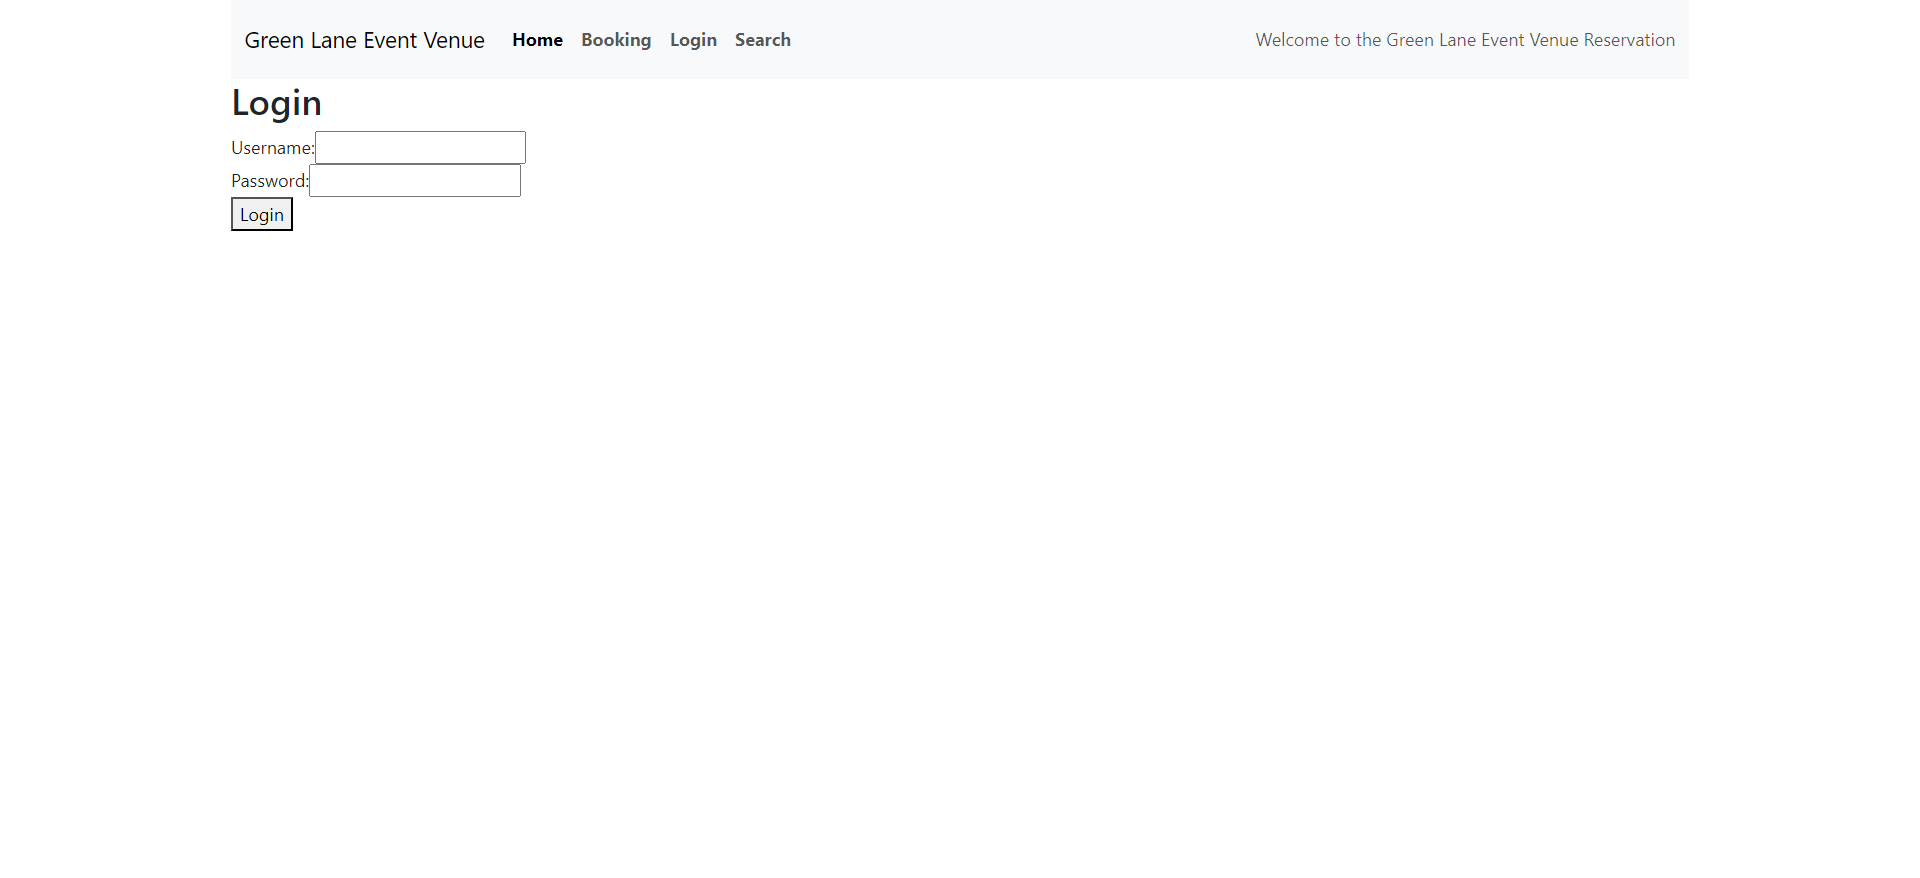 Green Lane Event Venue Home Booking Login Search Welcome to the Green Lane Event Venue Reservation
Login
Username:
Password:
Login